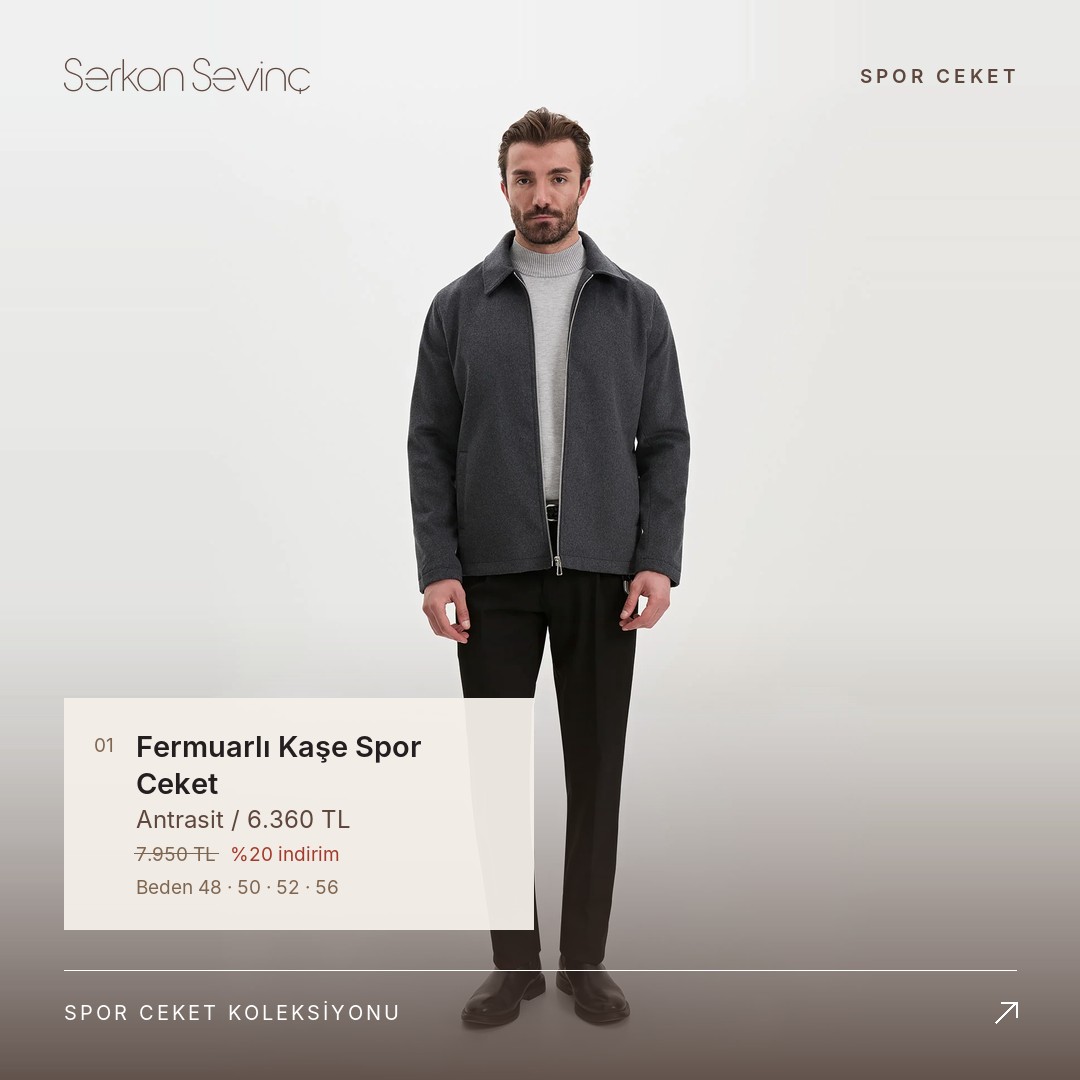 Serkan Sevinç
SPOR CEKET
01
Fermuarlı Kaşe Spor
Ceket
Antrasit / 6.360 TL
7.950 TL %20 indirim
Beden 48 · 50 · 52 · 56
SPOR CEKET KOLEKSİYONU